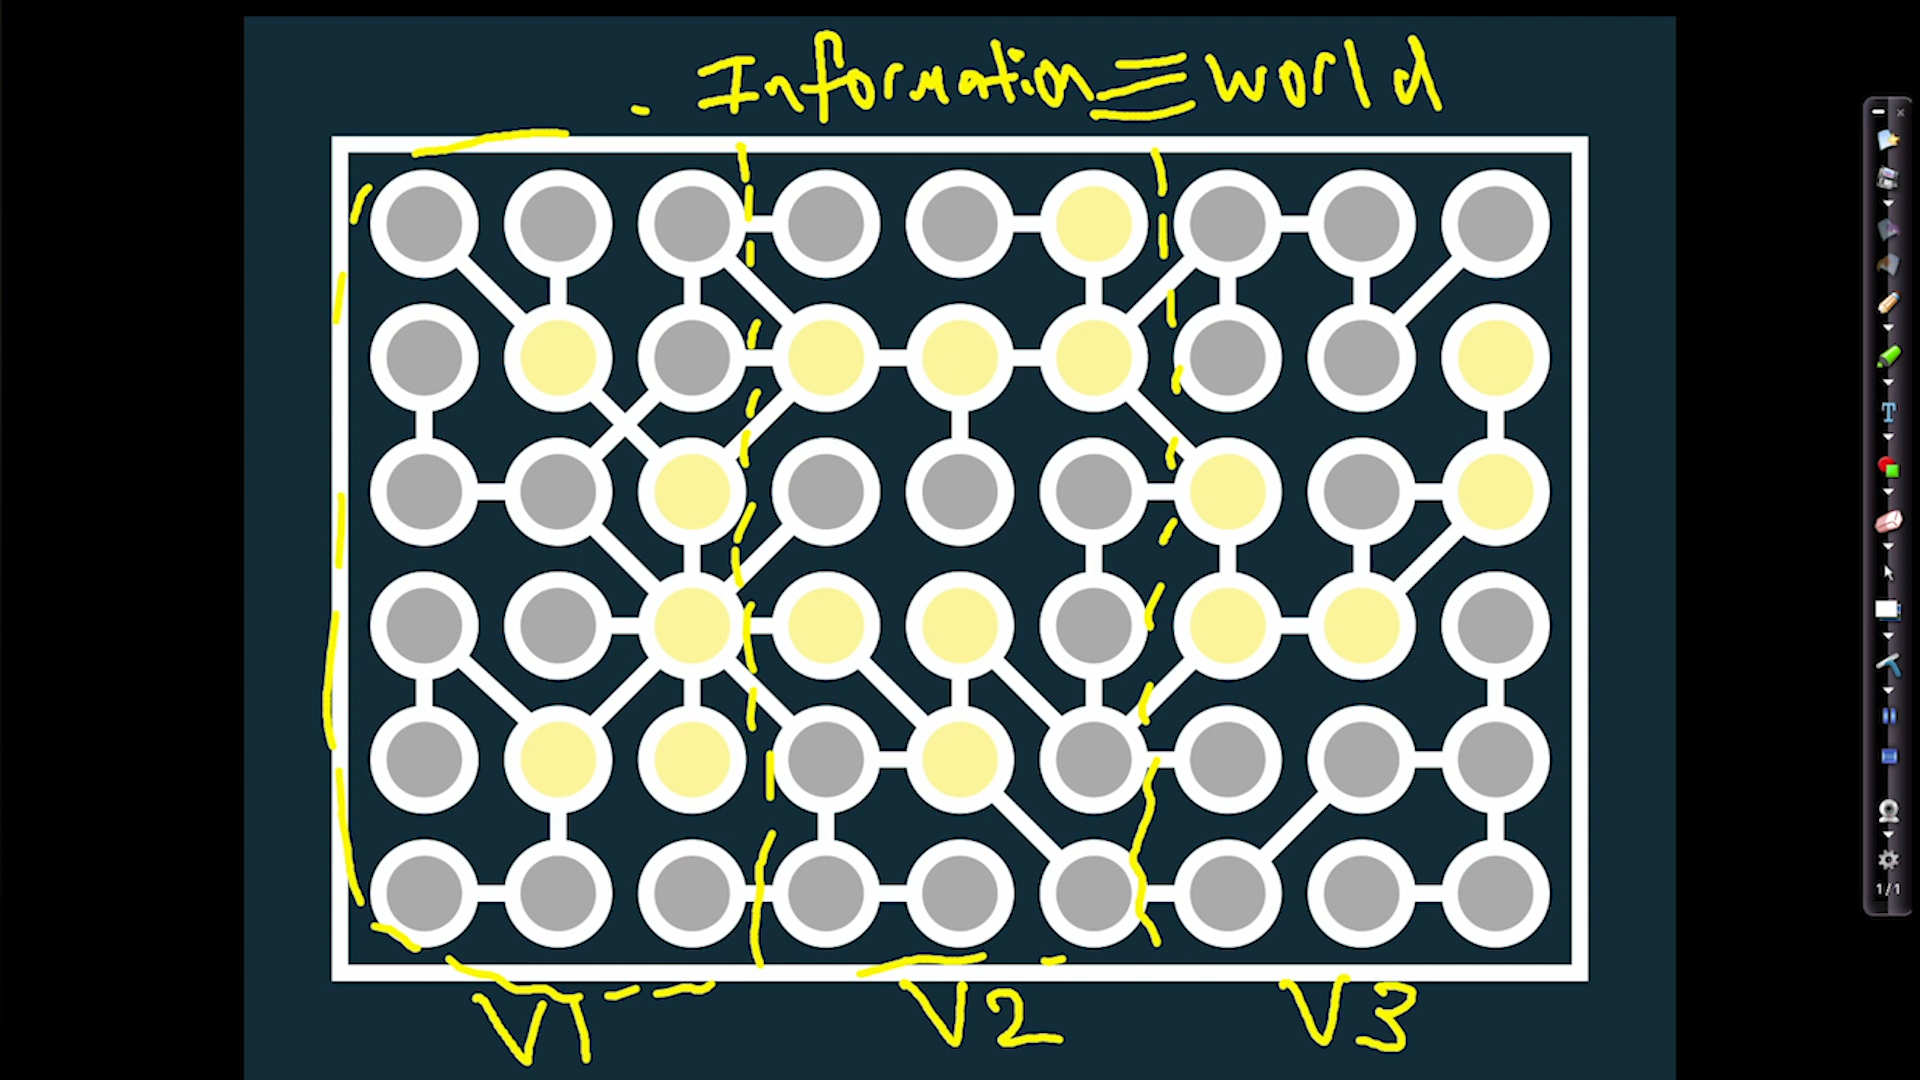 Information ≡ world
V1
V2
V3
T
1/1